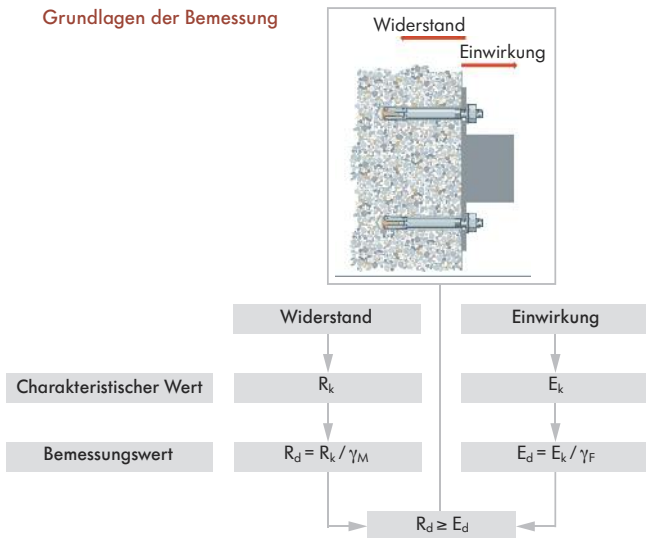 Grundlagen der Bemessung
Widerstand
Einwirkung
Widerstand Einwirkung
Charakteristischer Wert Rk Ek
Bemessungswert Rd = Rk / γM Ed = Ek / γF
Rd ≥ Ed